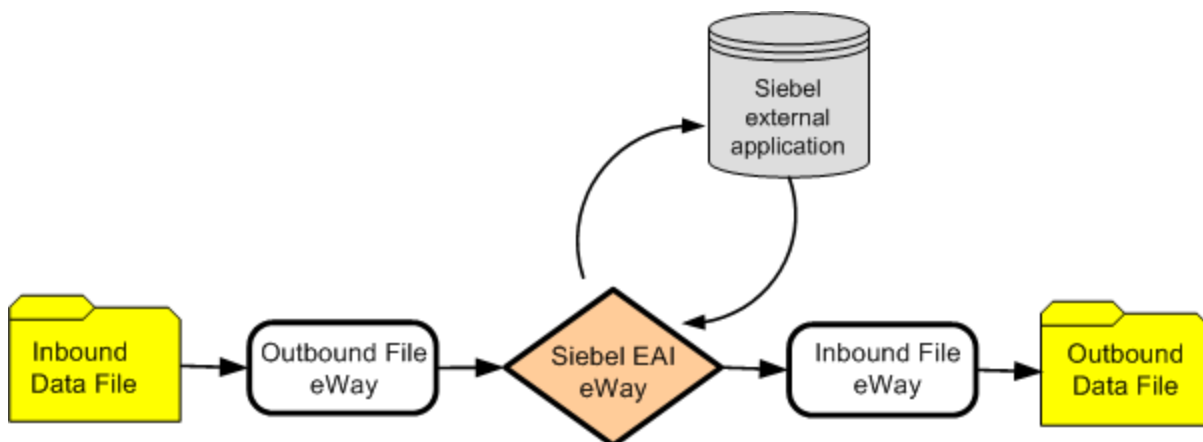 Siebel
external
application
Inbound
Data File
Outbound File
eWay
Siebel EAI
eWay
Inbound File
eWay
Outbound
Data File